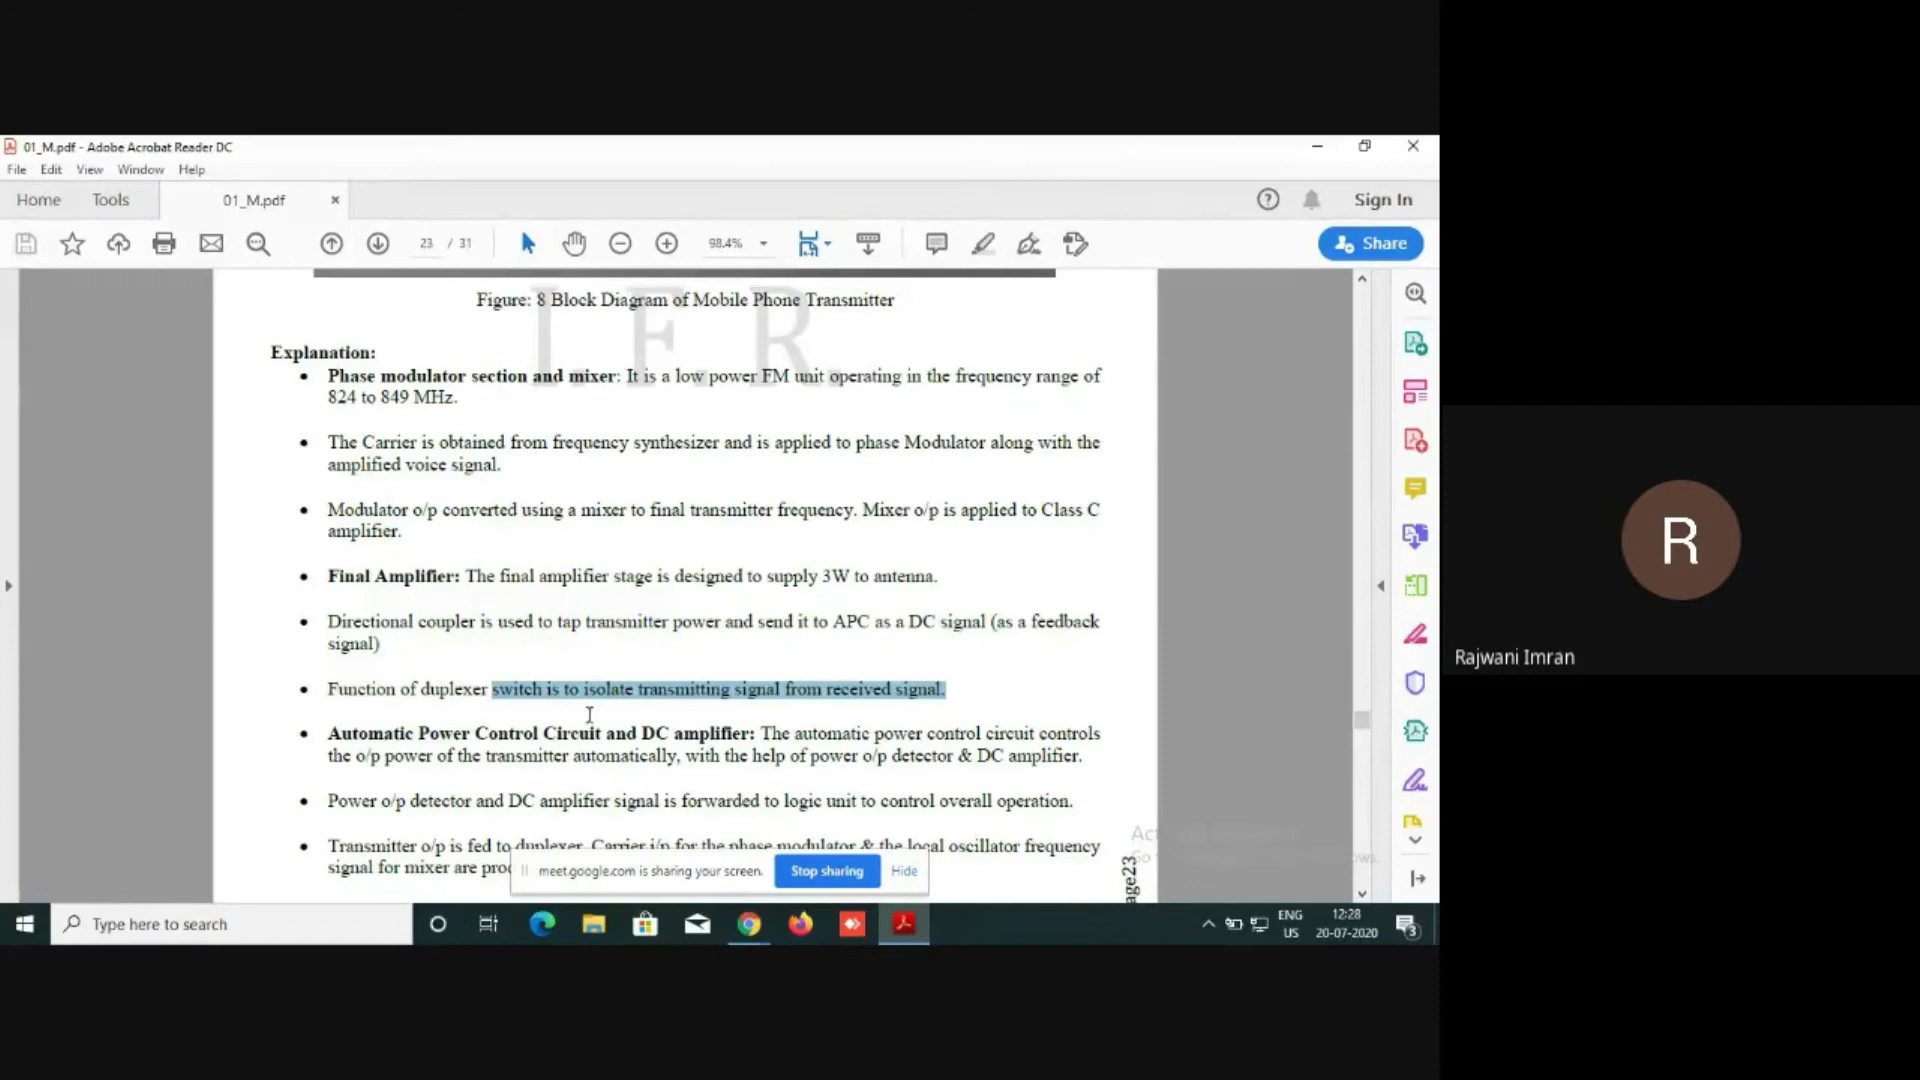 01_M.pdf - Adobe Acrobat Reader DC
File Edit View Window Help
Home Tools 01_M.pdf Sign In
23 / 31 98.4% Share
I. F. R.
Figure: 8 Block Diagram of Mobile Phone Transmitter
Explanation:
• Phase modulator section and mixer: It is a low power FM unit operating in the frequency range of
824 to 849 MHz.
• The Carrier is obtained from frequency synthesizer and is applied to phase Modulator along with the
amplified voice signal.
• Modulator o/p converted using a mixer to final transmitter frequency. Mixer o/p is applied to Class C
amplifier.
• Final Amplifier: The final amplifier stage is designed to supply 3W to antenna.
• Directional coupler is used to tap transmitter power and send it to APC as a DC signal (as a feedback
signal)
• Function of duplexer switch is to isolate transmitting signal from received signal.
• Automatic Power Control Circuit and DC amplifier: The automatic power control circuit controls
the o/p power of the transmitter automatically, with the help of power o/p detector & DC amplifier.
• Power o/p detector and DC amplifier signal is forwarded to logic unit to control overall operation.
• Transmitter o/p is fed to duplexer. Carrier i/p for the phase modulator & the local oscillator frequency
signal for mixer are pro
age23
meet.google.com is sharing your screen. Stop sharing Hide
Type here to search
ENG
US
12:28
20-07-2020
3
R
Rajwani Imran